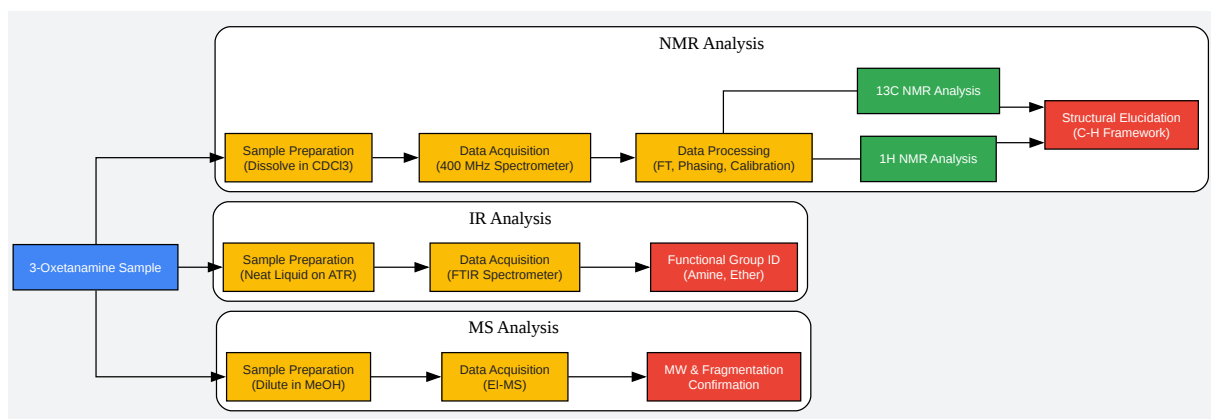 NMR Analysis
13C NMR Analysis
Structural Elucidation
(C-H Framework)
Sample Preparation
(Dissolve in CDCl3)
Data Acquisition
(400 MHz Spectrometer)
Data Processing
(FT, Phasing, Calibration)
1H NMR Analysis
IR Analysis
3-Oxetanamine Sample
Sample Preparation
(Neat Liquid on ATR)
Data Acquisition
(FTIR Spectrometer)
Functional Group ID
(Amine, Ether)
MS Analysis
Sample Preparation
(Dilute in MeOH)
Data Acquisition
(EI-MS)
MW & Fragmentation
Confirmation